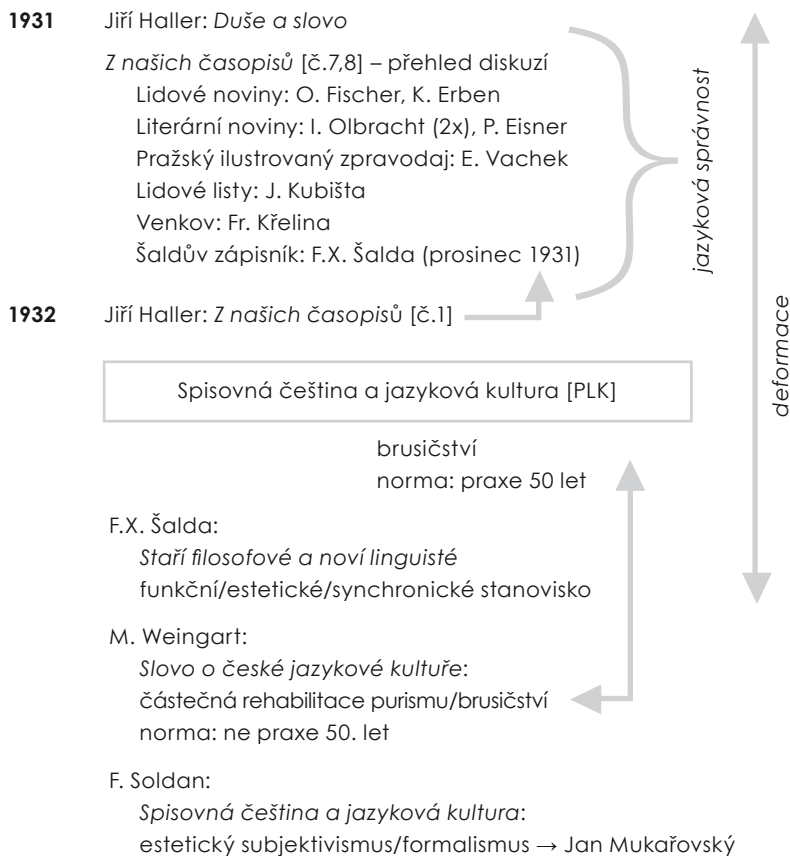 1931 Jiří Haller: Duše a slovo
Z našich časopisů [č.7,8] – přehled diskuzí
Lidové noviny: O. Fischer, K. Erben
Literární noviny: I. Olbracht (2x), P. Eisner
Pražský ilustrovaný zpravodaj: E. Vachek
Lidové listy: J. Kubišta
Venkov: Fr. Křelina
Šaldův zápisník: F.X. Šalda (prosinec 1931)
jazyková správnost
1932 Jiří Haller: Z našich časopisů [č.1]
deformace
Spisovná čeština a jazyková kultura [PLK]
brusičství
norma: praxe 50 let
F.X. Šalda:
Staří filosofové a noví linguisté
funkční/estetické/synchronické stanovisko
M. Weingart:
Slovo o české jazykové kultuře:
částečná rehabilitace purismu/brusičství
norma: ne praxe 50. let
F. Soldan:
Spisovná čeština a jazyková kultura:
estetický subjektivismus/formalismus → Jan Mukařovský